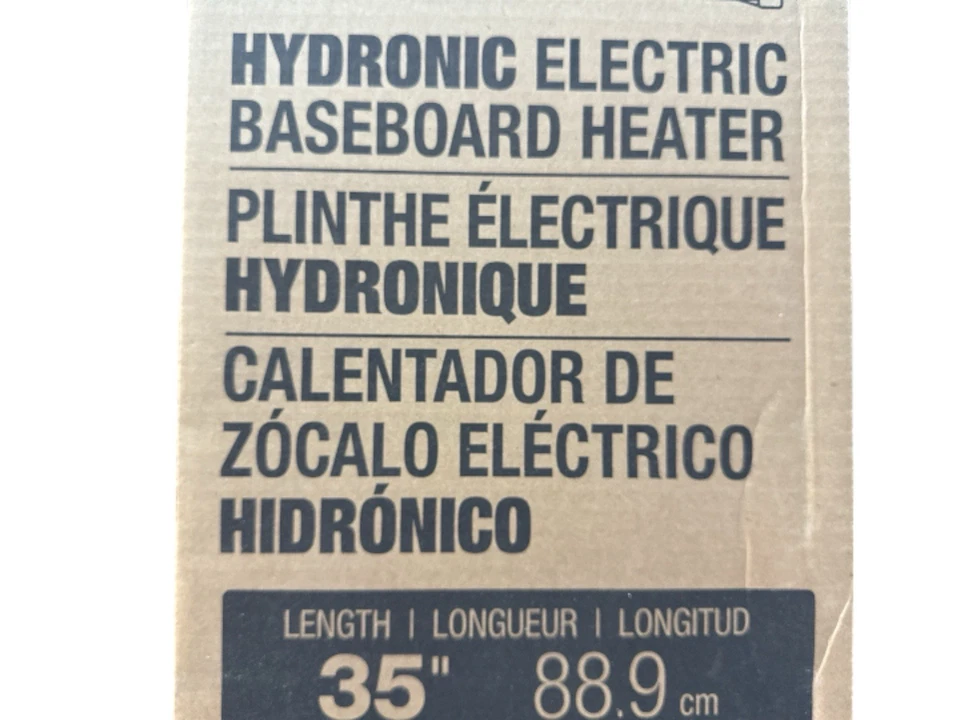 HYDRONIC ELECTRIC
BASEBOARD HEATER
PLINTHE ÉLECTRIQUE
HYDRONIQUE
CALENTADOR DE
ZÓCALO ELÉCTRICO
HIDRÓNICO
LENGTH | LONGUEUR | LONGITUD
35" 88.9 cm